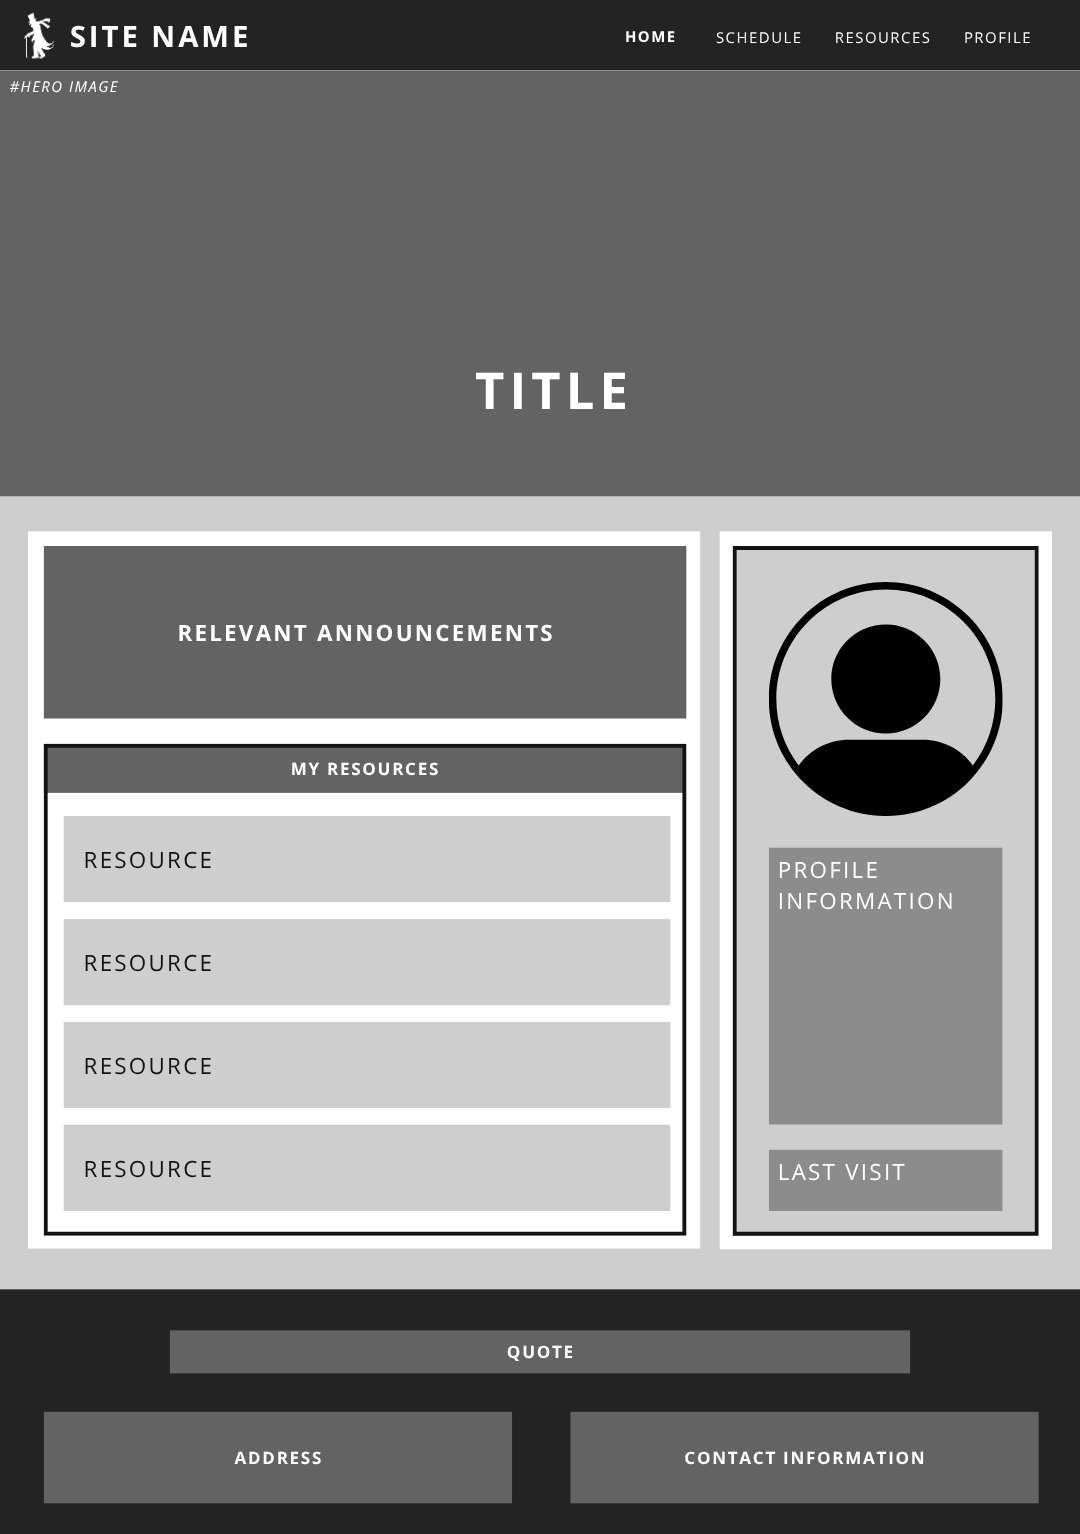 SITE NAME
HOME SCHEDULE RESOURCES PROFILE
#HERO IMAGE
TITLE
RELEVANT ANNOUNCEMENTS
MY RESOURCES
RESOURCE
RESOURCE
RESOURCE
RESOURCE
PROFILE
INFORMATION
LAST VISIT
QUOTE
ADDRESS
CONTACT INFORMATION